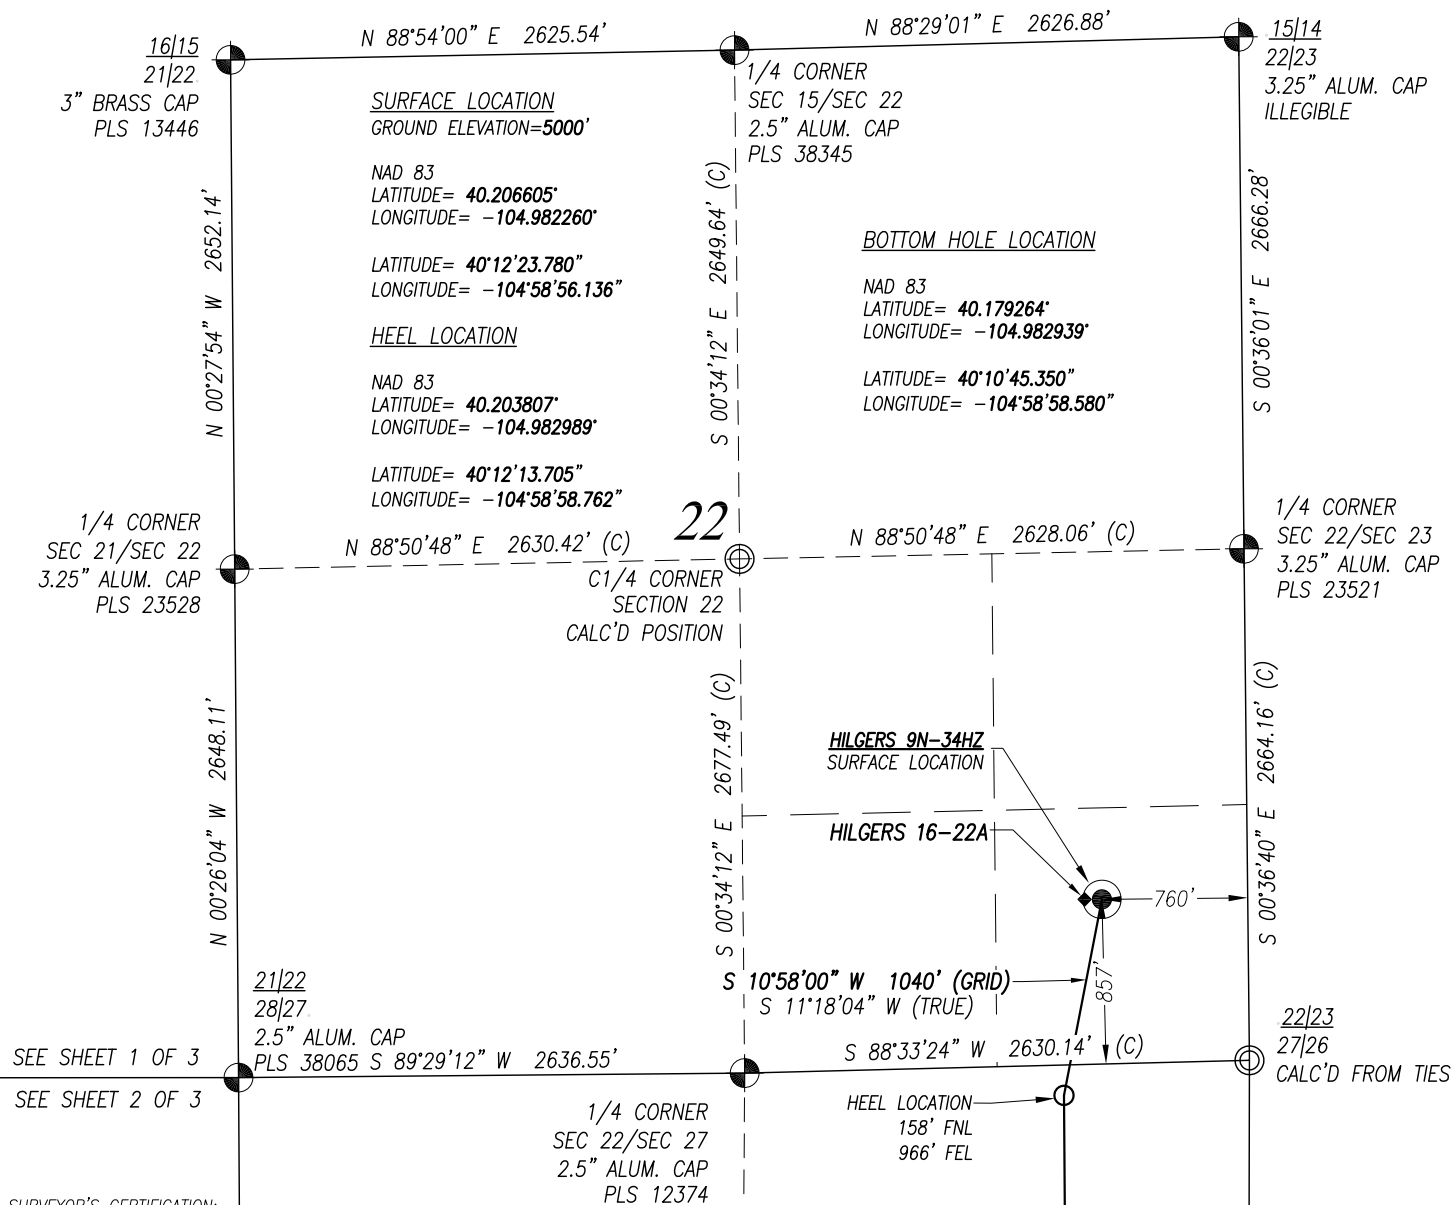 N 88°54'00" E 2625.54'
N 88°29'01" E 2626.88'
16|15
21|22
3" BRASS CAP
PLS 13446
1/4 CORNER
SEC 15/SEC 22
2.5" ALUM. CAP
PLS 38345
15|14
22|23
3.25" ALUM. CAP
ILLEGIBLE
SURFACE LOCATION
GROUND ELEVATION=5000'
NAD 83
LATITUDE= 40.206605°
LONGITUDE= -104.982260°
LATITUDE= 40°12'23.780"
LONGITUDE= -104°58'56.136"
HEEL LOCATION
NAD 83
LATITUDE= 40.203807°
LONGITUDE= -104.982989°
LATITUDE= 40°12'13.705"
LONGITUDE= -104°58'58.762"
BOTTOM HOLE LOCATION
NAD 83
LATITUDE= 40.179264°
LONGITUDE= -104.982939°
LATITUDE= 40°10'45.350"
LONGITUDE= -104°58'58.580"
N 00°27'54" W 2652.14'
S 00°34'12" E 2649.64' (C)
S 00°36'01" E 2666.28'
1/4 CORNER
SEC 21/SEC 22
3.25" ALUM. CAP
PLS 23528
N 88°50'48" E 2630.42' (C)
22
N 88°50'48" E 2628.06' (C)
C1/4 CORNER
SECTION 22
CALC'D POSITION
1/4 CORNER
SEC 22/SEC 23
3.25" ALUM. CAP
PLS 23521
N 00°26'04" W 2648.11'
S 00°34'12" E 2677.49' (C)
S 00°36'40" E 2664.16' (C)
HILGERS 9N-34HZ
SURFACE LOCATION
HILGERS 16-22A
760'
857'
S 10°58'00" W 1040' (GRID)
S 11°18'04" W (TRUE)
21|22
28|27
2.5" ALUM. CAP
PLS 38065 S 89°29'12" W 2636.55'
S 88°33'24" W 2630.14' (C)
22|23
27|26
CALC'D FROM TIES
SEE SHEET 1 OF 3
SEE SHEET 2 OF 3
1/4 CORNER
SEC 22/SEC 27
2.5" ALUM. CAP
PLS 12374
HEEL LOCATION
158' FNL
966' FEL
SURVEYOR'S CERTIFICATION: